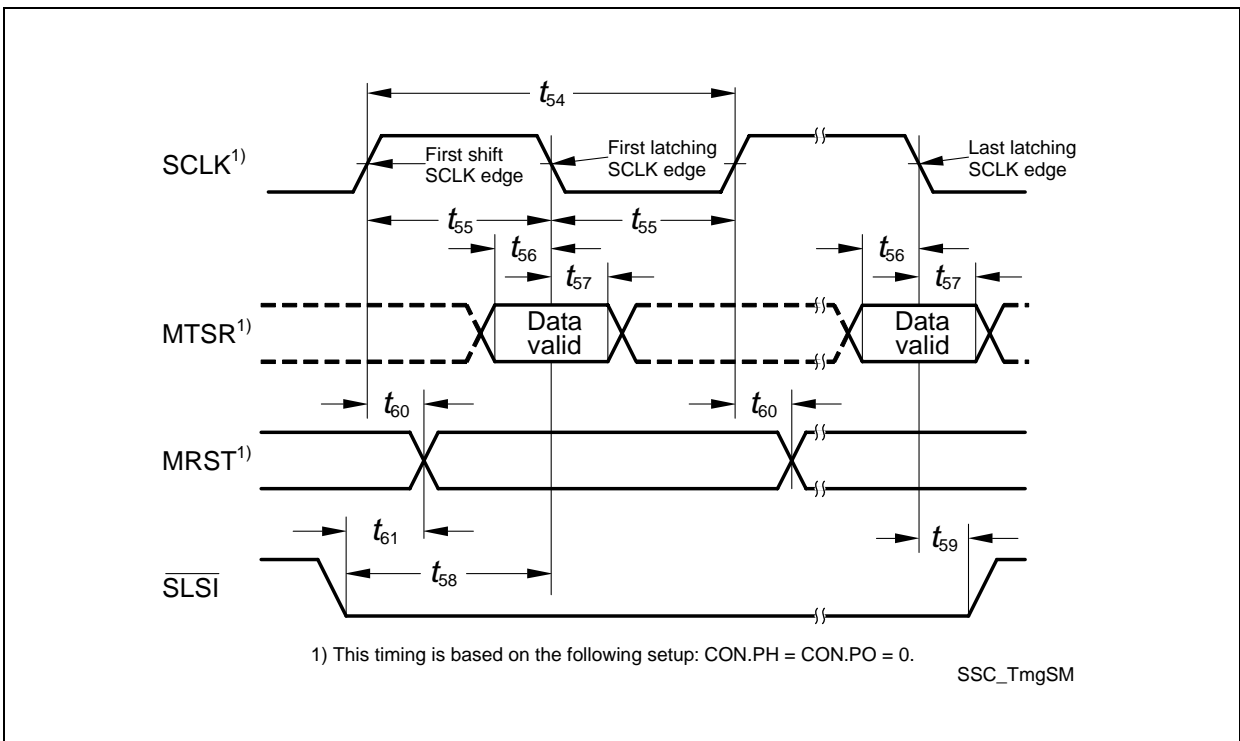 t54
SCLK1)
First shift
SCLK edge
First latching
SCLK edge
Last latching
SCLK edge
t55
t55
t56
t56
t57
t57
MTSR1)
Data
valid
Data
valid
t60
t60
MRST1)
t61
t59
t58
SLSI
1) This timing is based on the following setup: CON.PH = CON.PO = 0.
SSC_TmgSM